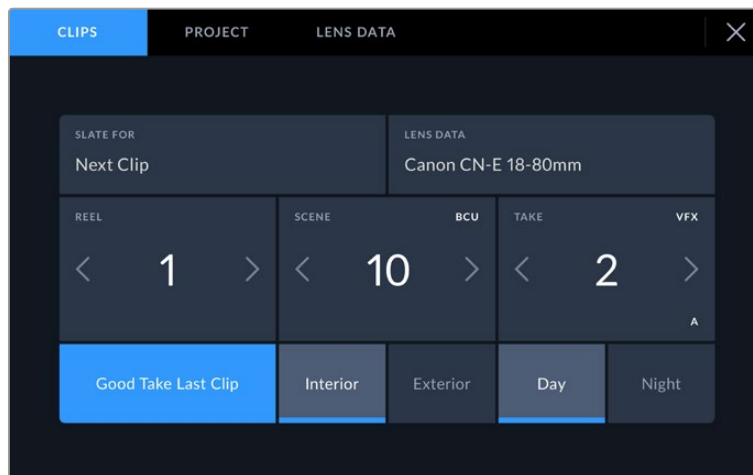 CLIPS PROJECT LENS DATA
SLATE FOR LENS DATA
Next Clip Canon CN-E 18-80mm
REEL SCENE BCU TAKE VFX
1 10 2
A
Good Take Last Clip Interior Exterior Day Night